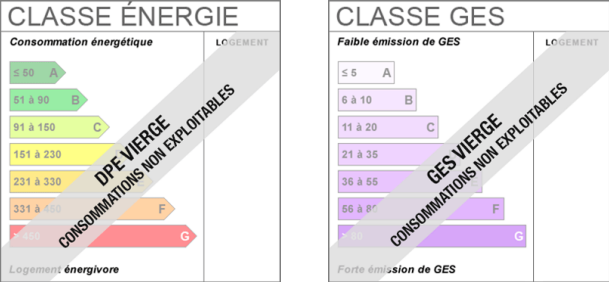 CLASSE ÉNERGIE
Consommation énergétique
LOGEMENT
≤ 50 A
51 à 90 B
91 à 150 C
151 à 230
231 à 330
331 à 450 F
> 450 G
Logement énergivore
DPE VIERGE
CONSOMMATIONS NON EXPLOITABLES
CLASSE GES
Faible émission de GES
LOGEMENT
≤ 5 A
6 à 10 B
11 à 20 C
21 à 35
36 à 55
56 à 80 F
> 80 G
Forte émission de GES
GES VIERGE
CONSOMMATIONS NON EXPLOITABLES